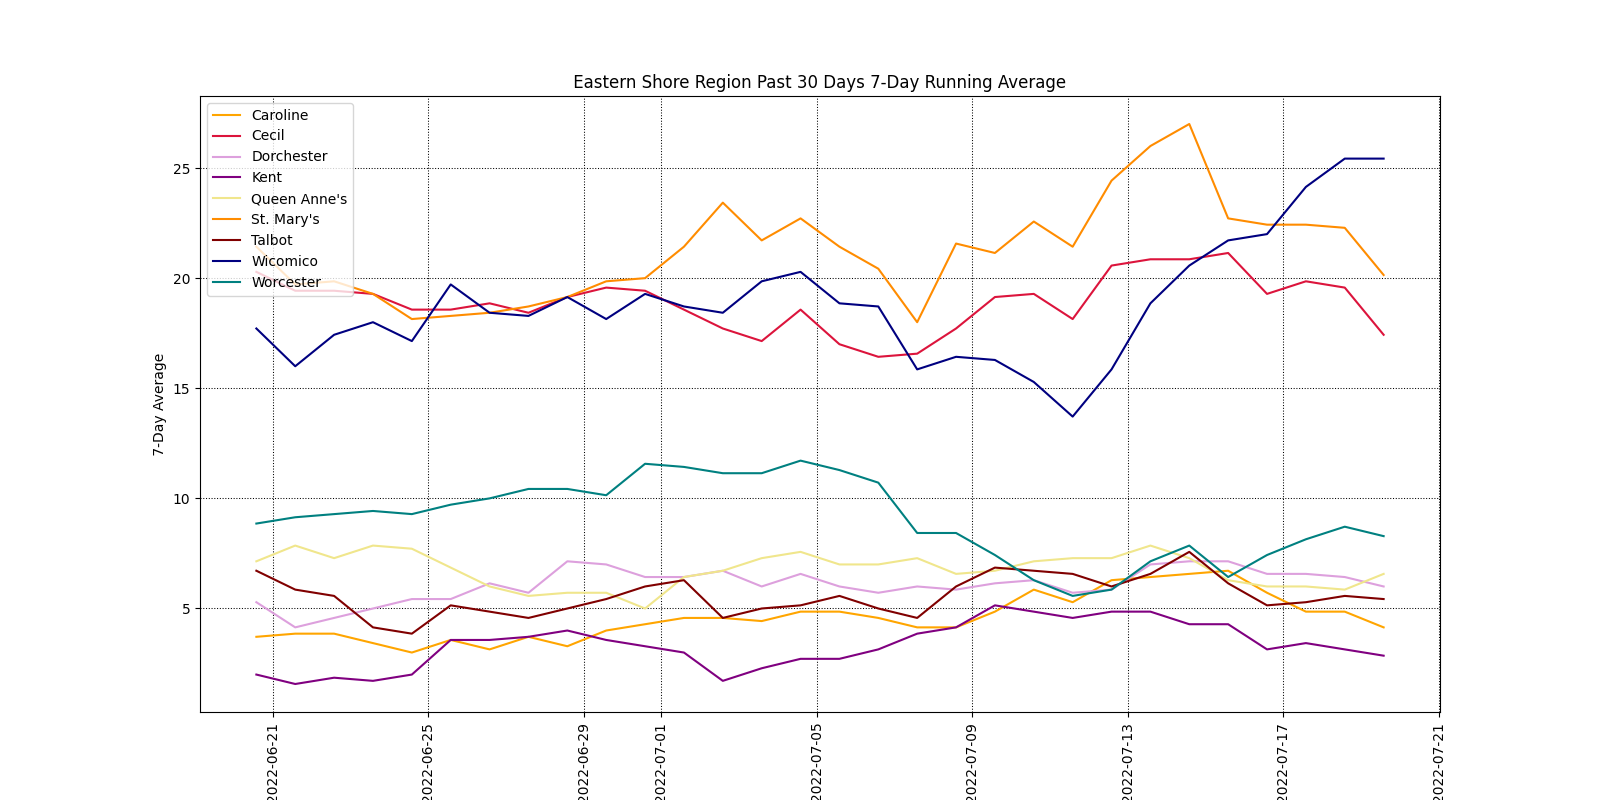 Eastern Shore Region Past 30 Days 7-Day Running Average
Caroline
Cecil
Dorchester
Kent
Queen Anne's
St. Mary's
Talbot
Wicomico
Worcester
25
20
15
10
5
7-Day Average
2022-06-21
2022-06-25
2022-06-29
2022-07-01
2022-07-05
2022-07-09
2022-07-13
2022-07-17
2022-07-21